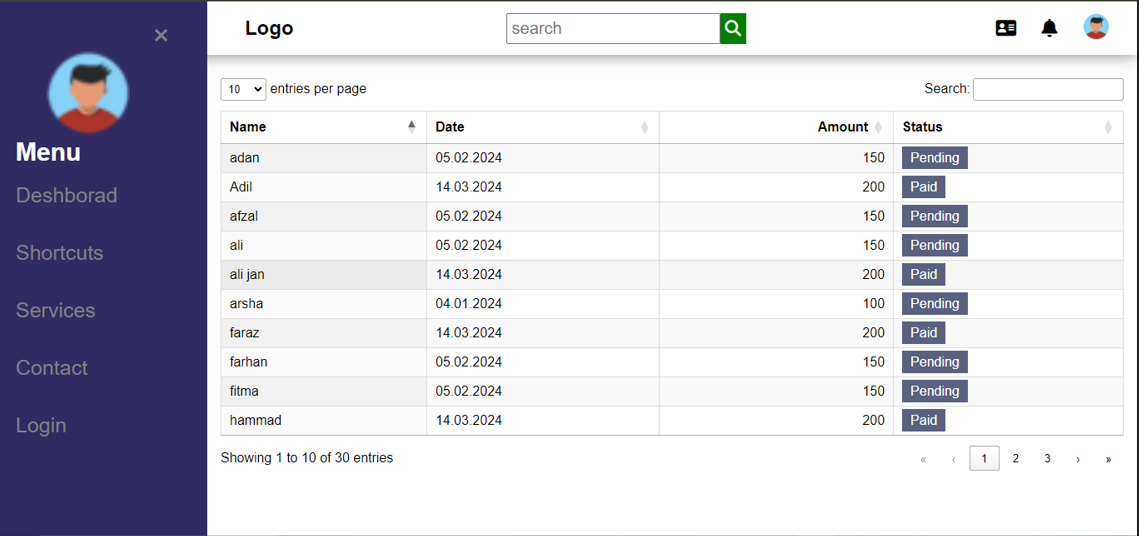 ×
Menu
Deshborad
Shortcuts
Services
Contact
Login
Logo
search
10 entries per page
Search:
Name Date Amount Status
adan 05.02.2024 150 Pending
Adil 14.03.2024 200 Paid
afzal 05.02.2024 150 Pending
ali 05.02.2024 150 Pending
ali jan 14.03.2024 200 Paid
arsha 04.01.2024 100 Pending
faraz 14.03.2024 200 Paid
farhan 05.02.2024 150 Pending
fitma 05.02.2024 150 Pending
hammad 14.03.2024 200 Paid
Showing 1 to 10 of 30 entries
« ‹ 1 2 3 › »